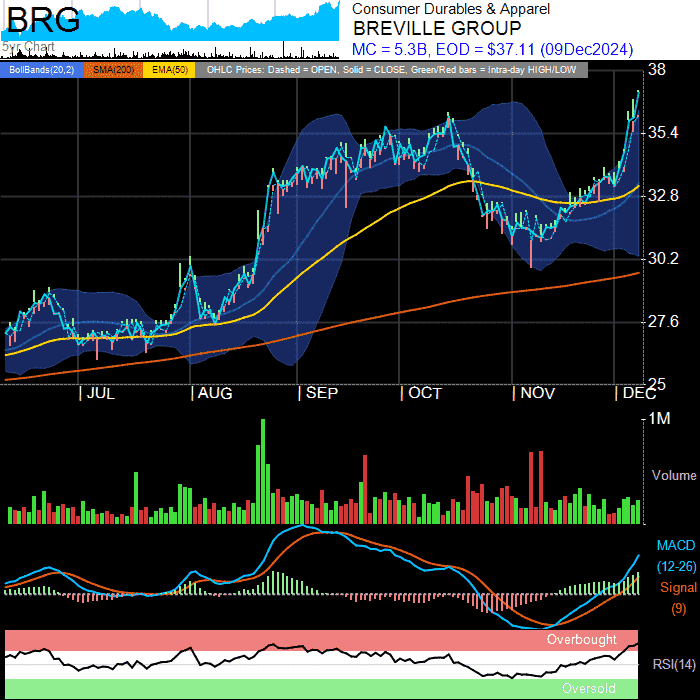 BRG
5yr Chart
Consumer Durables & Apparel
BREVILLE GROUP
MC = 5.3B, EOD = $37.11 (09Dec2024)
BollBands(20,2) SMA(200) EMA(50) OHLC Prices: Dashed = OPEN, Solid = CLOSE, Green/Red bars = Intra-day HIGH/LOW
38
35.4
32.8
30.2
27.6
25
JUL AUG SEP OCT NOV DEC
1M
Volume
MACD
(12-26)
Signal
(9)
Overbought
RSI(14)
Oversold